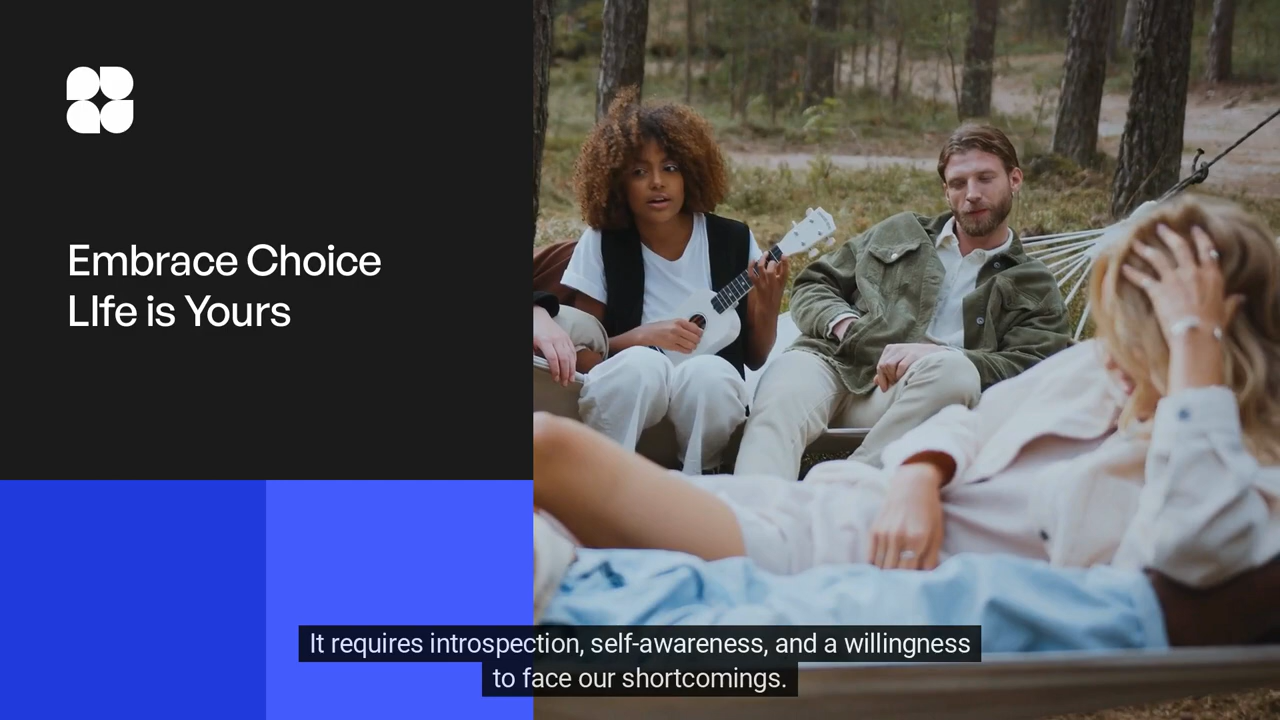 Embrace Choice
LIfe is Yours
It requires introspection, self-awareness, and a willingness
to face our shortcomings.